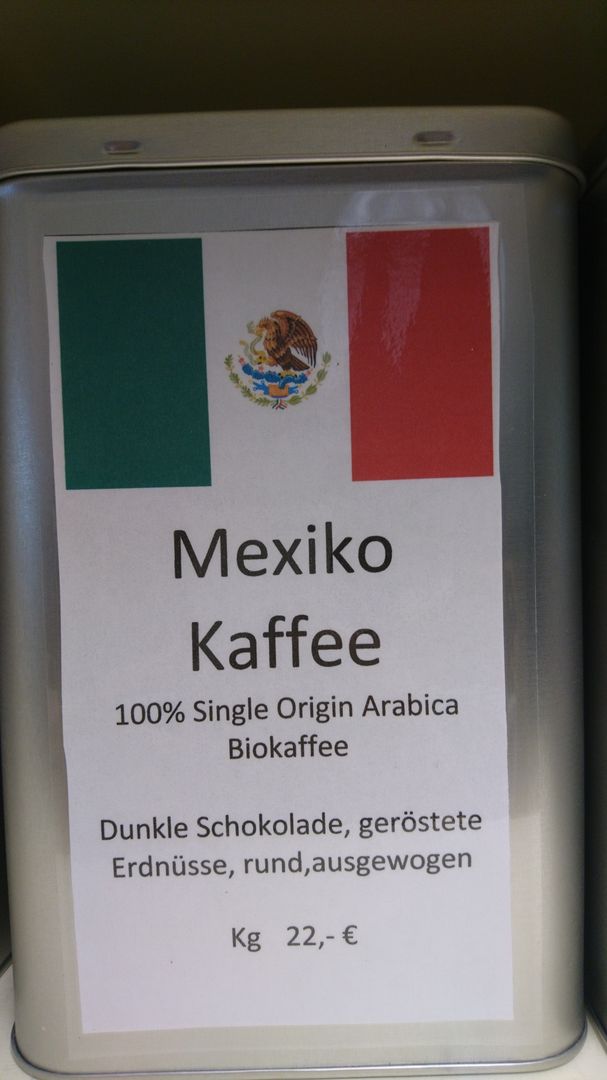 Mexiko
Kaffee
100% Single Origin Arabica
Biokaffee
Dunkle Schokolade, geröstete
Erdnüsse, rund,ausgewogen
Kg 22,- €